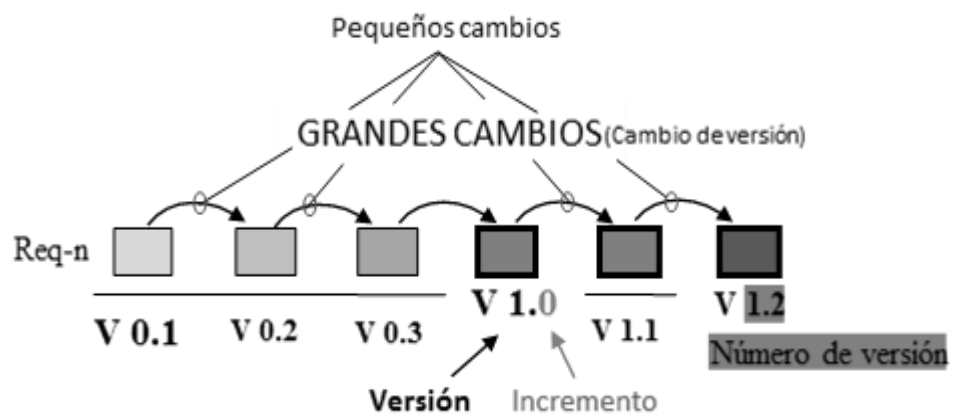 Pequeños cambios
GRANDES CAMBIOS(Cambio de versión)
Req-n
V 0.1 V 0.2 V 0.3 V 1.0 V 1.1 V 1.2
Número de versión
Versión Incremento